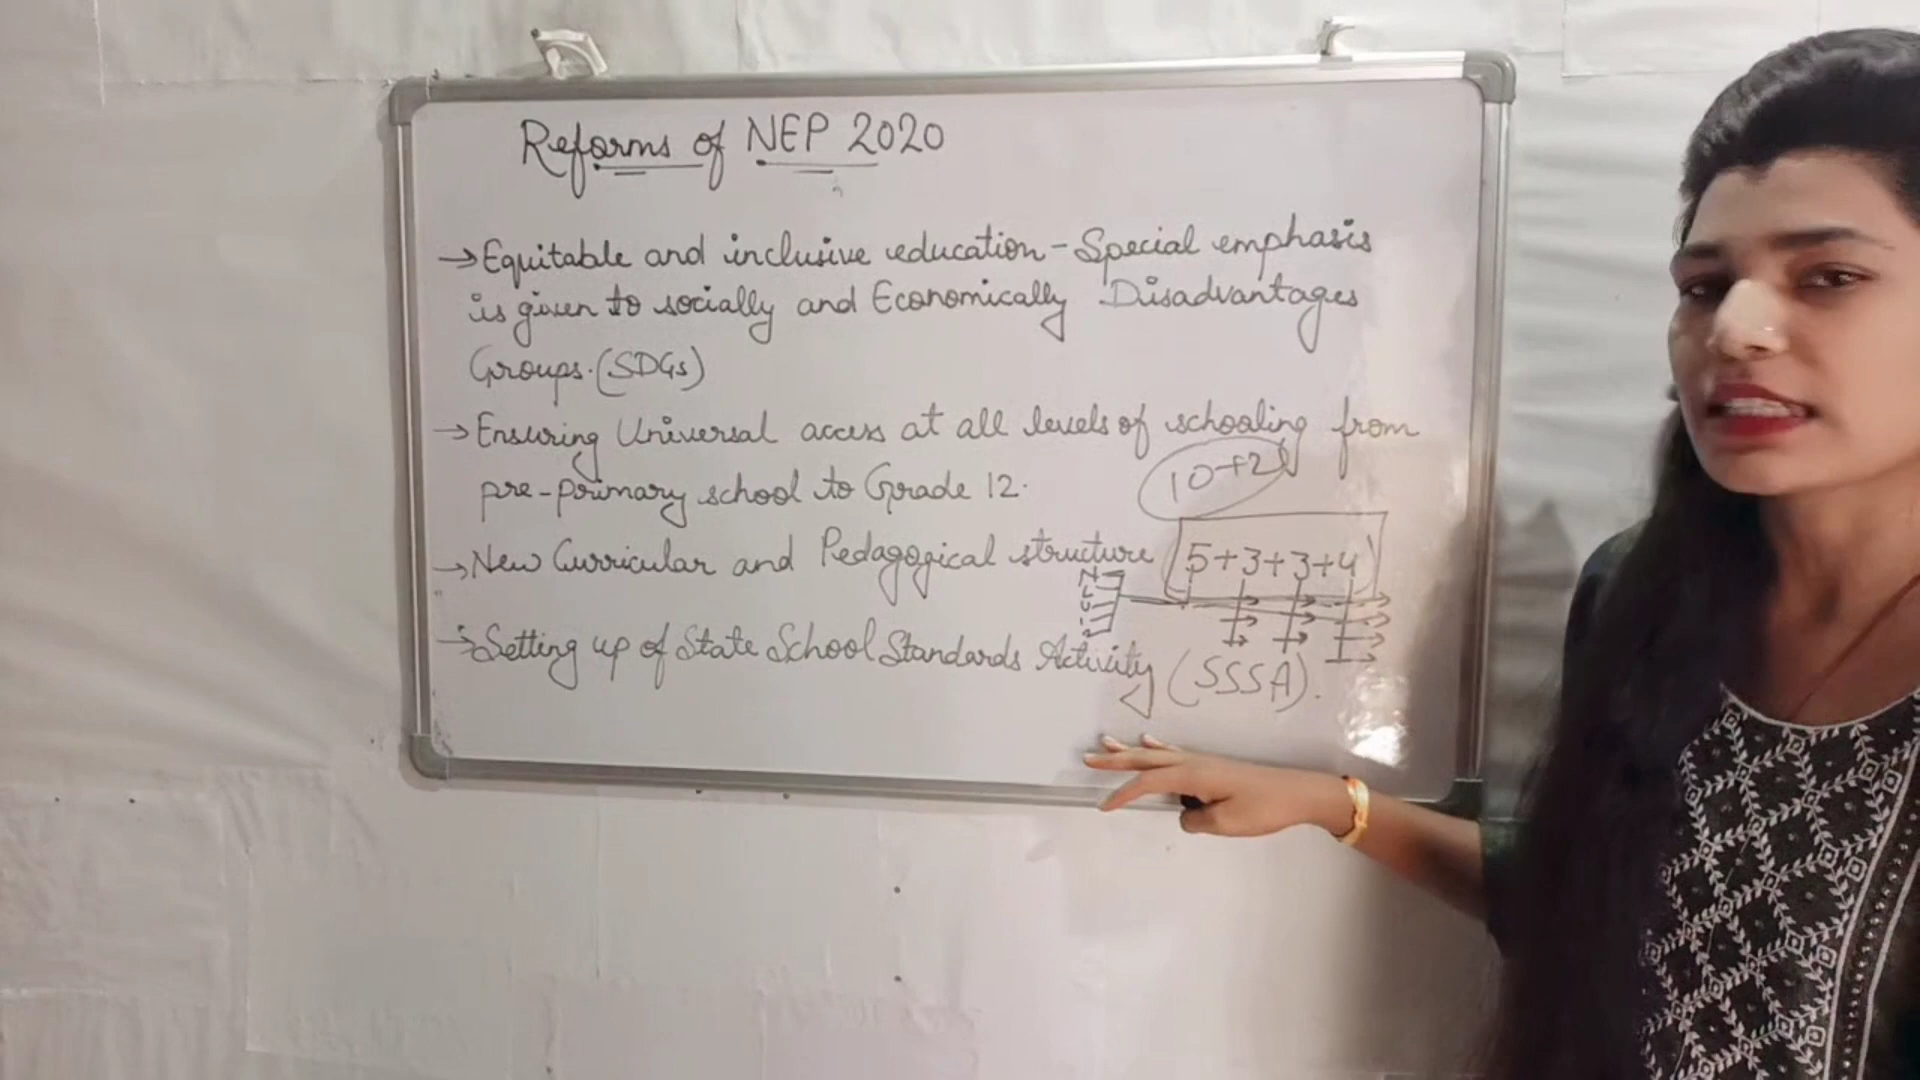 Reforms of NEP 2020
→ Equitable and inclusive education - Special emphasis
is given to socially and Economically Disadvantages
Groups. (SDGs)
→ Ensuring Universal access at all levels of schooling from
pre-primary school to Grade 12.
10+2
→ New Curricular and Pedagogical structure (5+3+3+4)
→ Setting up of State School Standards Activity (SSSA).